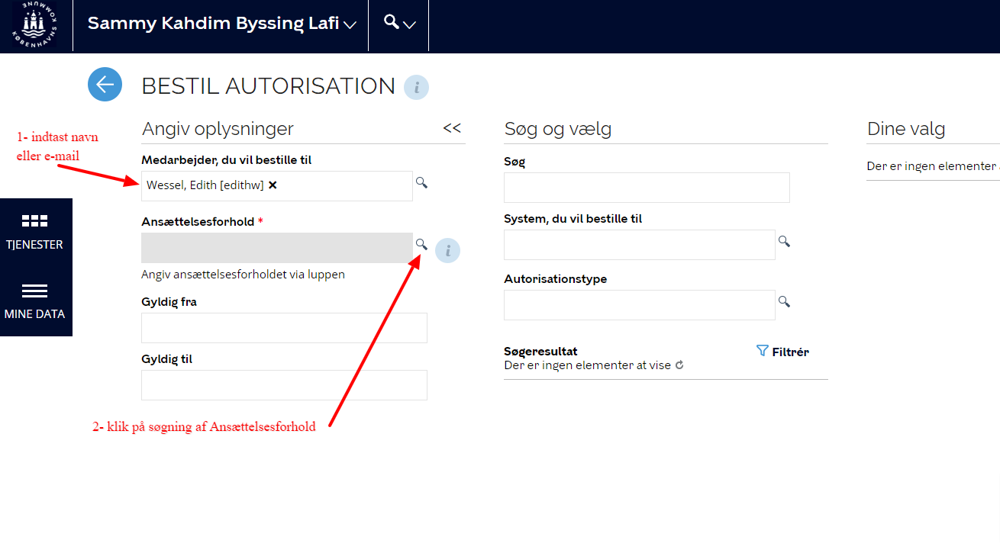 KØBENHAVNS KOMMUNE
Sammy Kahdim Byssing Lafi
BESTIL AUTORISATION i
1- indtast navn
eller e-mail
TJENESTER
MINE DATA
Angiv oplysninger <<
Medarbejder, du vil bestille til
Wessel, Edith [edithw] ×
Ansættelsesforhold *
i
Angiv ansættelsesforholdet via luppen
Gyldig fra
Gyldig til
2- klik på søgning af Ansættelsesforhold
Søg og vælg
Søg
System, du vil bestille til
Autorisationstype
Søgeresultat Filtrér
Der er ingen elementer at vise
Dine valg
Der er ingen elementer